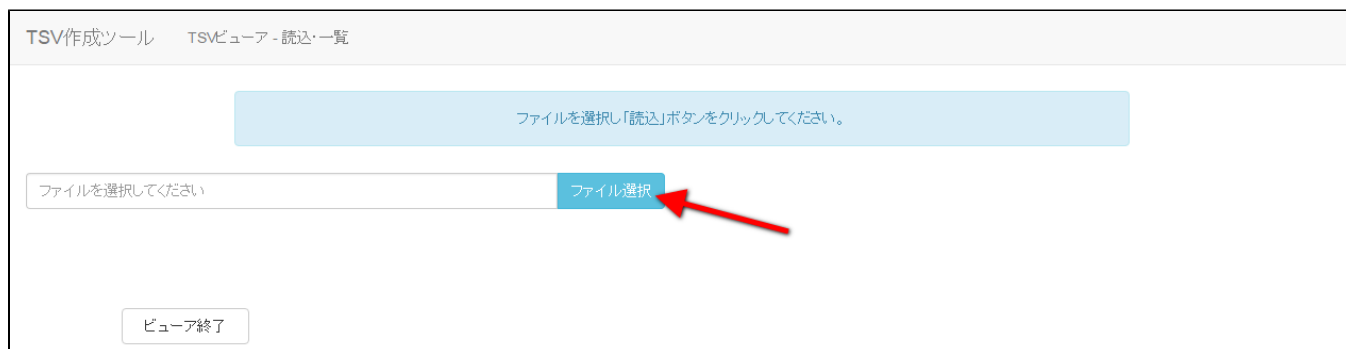 TSV作成ツール TSVビューア - 読込・一覧
ファイルを選択し「読込」ボタンをクリックしてください。
ファイルを選択してください ファイル選択
ビューア終了